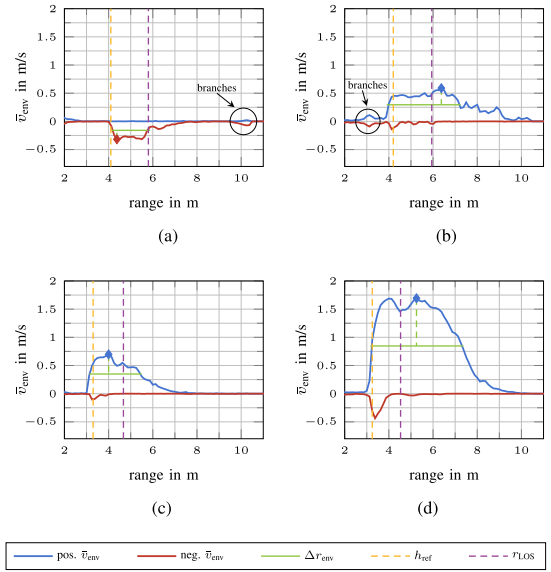 2
1.5
1
0.5
0
−0.5
v̄env in m/s
branches
2 4 6 8 10
range in m
(a)
2
1.5
1
0.5
0
−0.5
v̄env in m/s
branches
2 4 6 8 10
range in m
(b)
2
1.5
1
0.5
0
−0.5
v̄env in m/s
2 4 6 8 10
range in m
(c)
2
1.5
1
0.5
0
−0.5
v̄env in m/s
2 4 6 8 10
range in m
(d)
pos. v̄env neg. v̄env Δrenv href rLOS